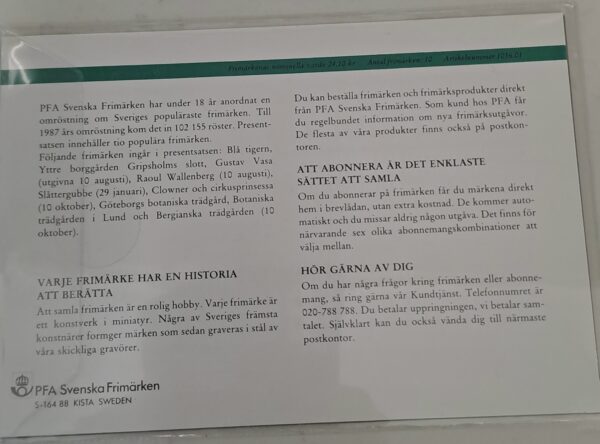 Frimärkenas nominella värde 24,10 kr Antal frimärken: 10 Artikelnummer
PFA Svenska Frimärken har under 18 år anordnat en
omröstning om Sveriges populäraste frimärken. Till
1987 års omröstning kom det in 102 155 röster. Present-
satsen innehåller tio populära frimärken.
Följande frimärken ingår i presentsatsen: Blå tigern,
Yttre borggården Gripsholms slott, Gustav Vasa
(utgivna 10 augusti), Raoul Wallenberg (10 augusti),
Slåttergubbe (29 januari), Clowner och cirkusprinsessa
(10 oktober), Göteborgs botaniska trädgård, Botaniska
trädgården i Lund och Bergianska trädgården (10
oktober).
VARJE FRIMÄRKE HAR EN HISTORIA
ATT BERÄTTA
Att samla frimärken är en rolig hobby. Varje frimärke är
ett konstverk i miniatyr. Några av Sveriges främsta
konstnärer formger märken som sedan graveras i stål av
våra skickliga gravörer.
PFA Svenska Frimärken
S-164 88 KISTA SWEDEN
Du kan beställa frimärken och frimärksprodukter direkt
från PFA Svenska Frimärken. Som kund hos PFA får
du regelbundet information om nya frimärksutgåvor.
De flesta av våra produkter finns också på postkon-
toren.
ATT ABONNERA ÄR DET ENKLASTE
SÄTTET ATT SAMLA
Om du abonnerar på frimärken får du märkena direkt
hem i brevlådan, utan extra kostnad. De kommer auto-
matiskt och du missar aldrig någon utgåva. Det finns för
närvarande sex olika abonnemangskombinationer att
välja mellan.
HÖR GÄRNA AV DIG
Om du har några frågor kring frimärken eller abonne-
mang, så ring gärna vår Kundtjänst. Telefonnumret är
020-788 788. Du betalar uppringningen, vi betalar sam-
talet. Självklart kan du också vända dig till närmaste
postkontor.